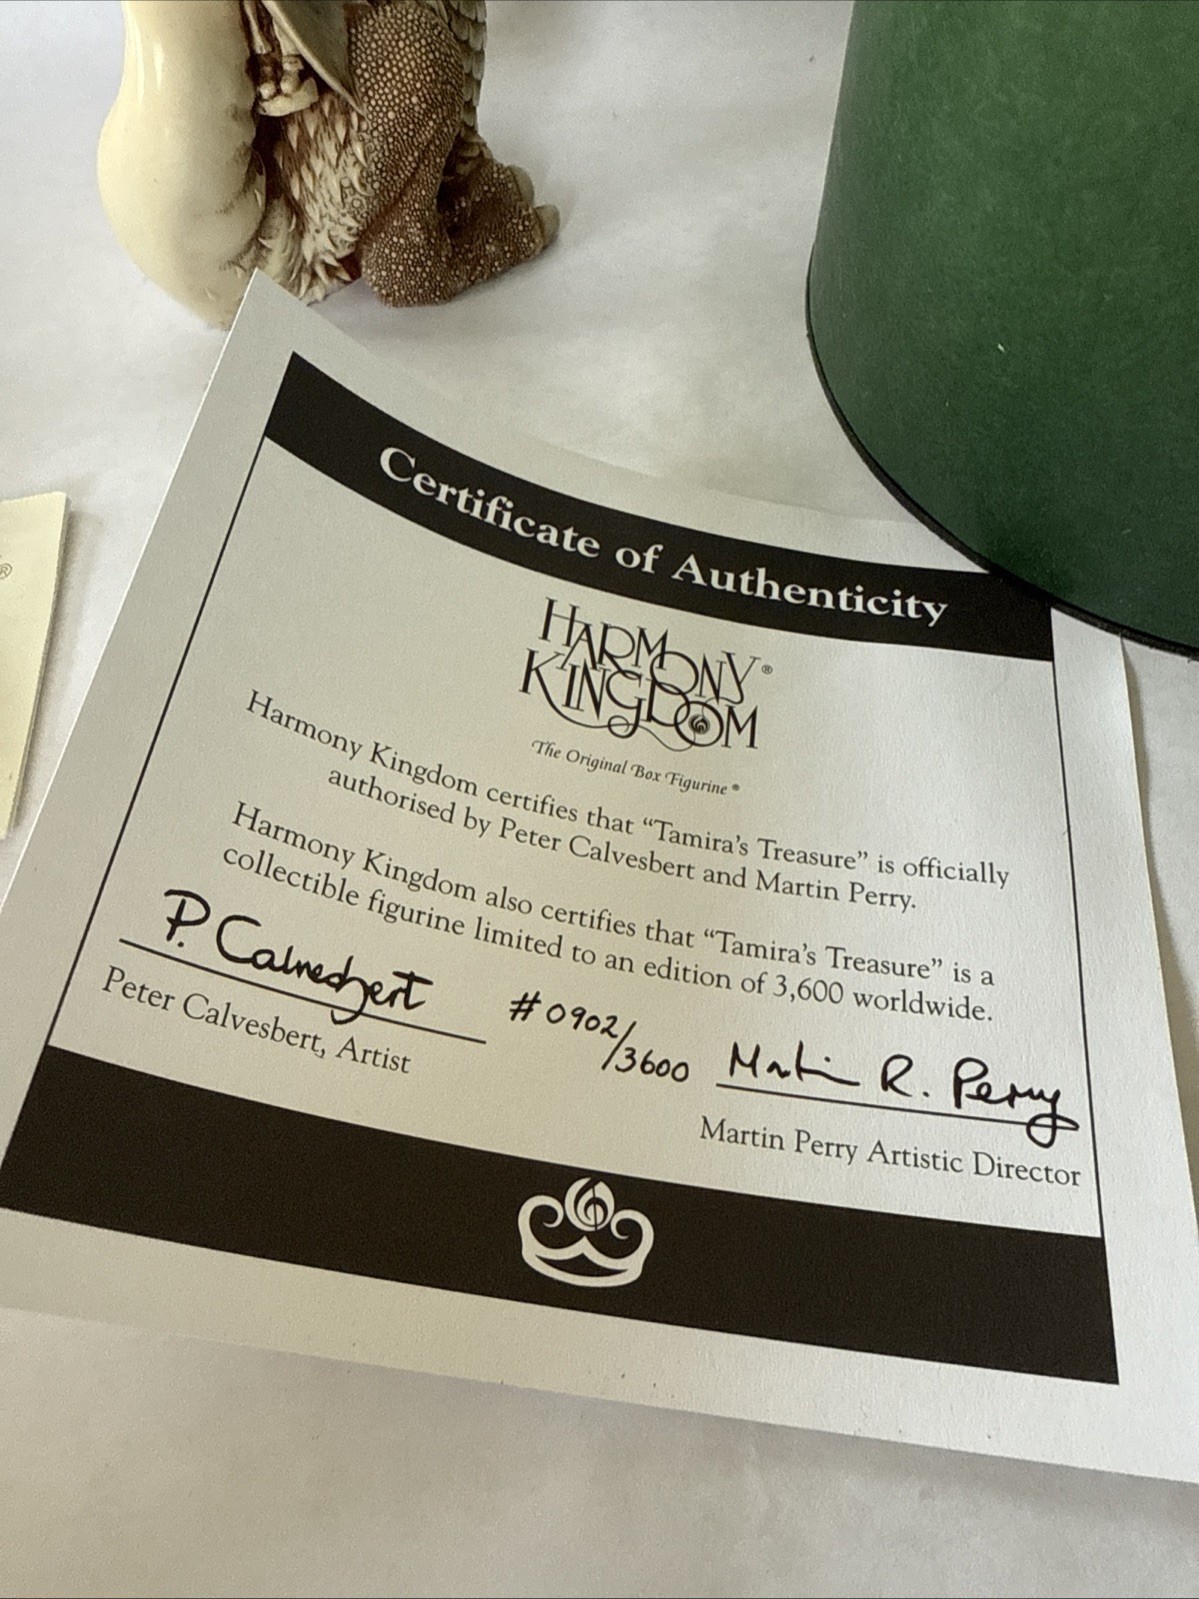 ®
Certificate of Authenticity
HARMONY®
KINGDOM
The Original Box Figurine®
Harmony Kingdom certifies that “Tamira’s Treasure” is officially
authorised by Peter Calvesbert and Martin Perry.
Harmony Kingdom also certifies that “Tamira’s Treasure” is a
collectible figurine limited to an edition of 3,600 worldwide.
P. Calvesbert
#0902/3600
Martin R. Perry
Peter Calvesbert, Artist
Martin Perry Artistic Director